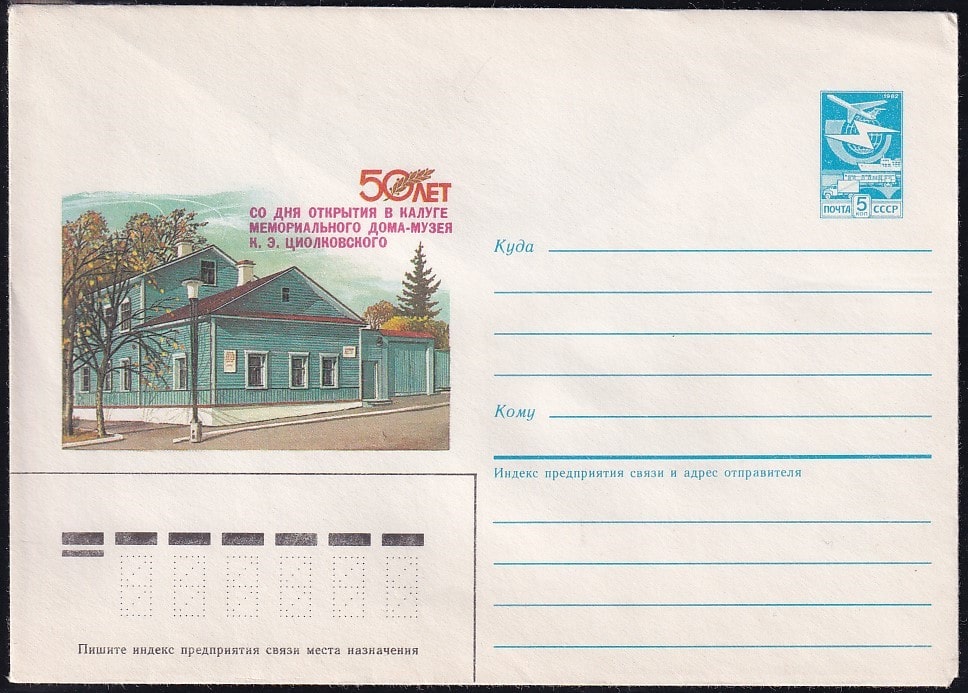 50 ЛЕТ
СО ДНЯ ОТКРЫТИЯ В КАЛУГЕ
МЕМОРИАЛЬНОГО ДОМА-МУЗЕЯ
К. Э. ЦИОЛКОВСКОГО
1982
ПОЧТА 5 КОП СССР
Куда
Кому
Индекс предприятия связи и адрес отправителя
Пишите индекс предприятия связи места назначения